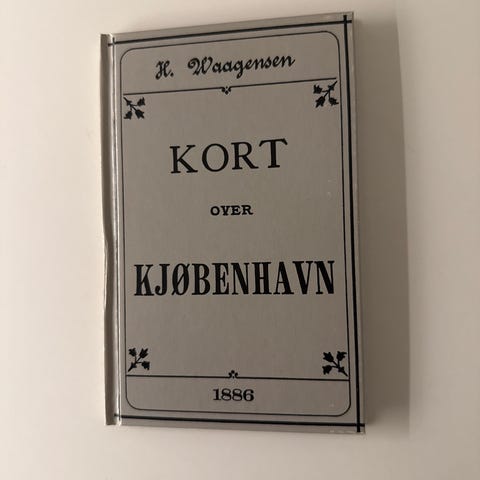 H. Waagensen
KORT
OVER
KJØBENHAVN
1886